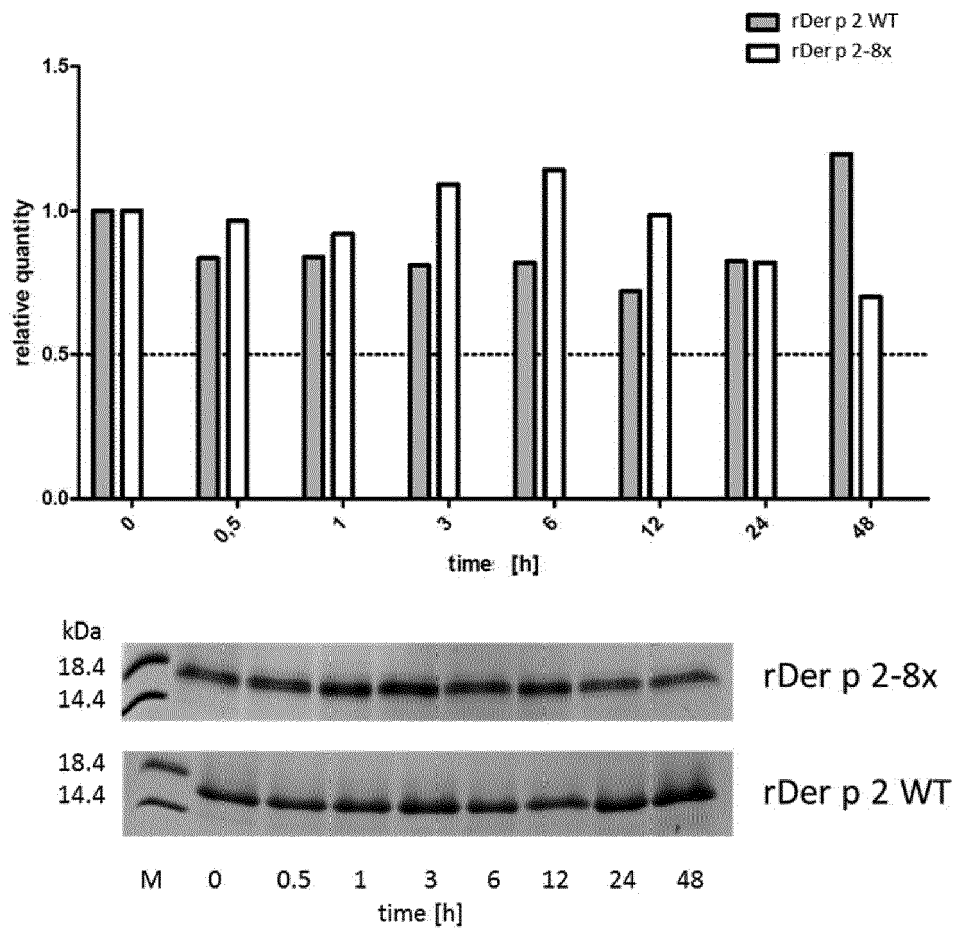 rDer p 2 WT
rDer p 2-8x
1.5
1.0
0.5
0.0
relative quantity
0 0,5 1 3 6 12 24 48
time [h]
kDa
18.4
14.4
rDer p 2-8x
18.4
14.4
rDer p 2 WT
M 0 0.5 1 3 6 12 24 48
time [h]